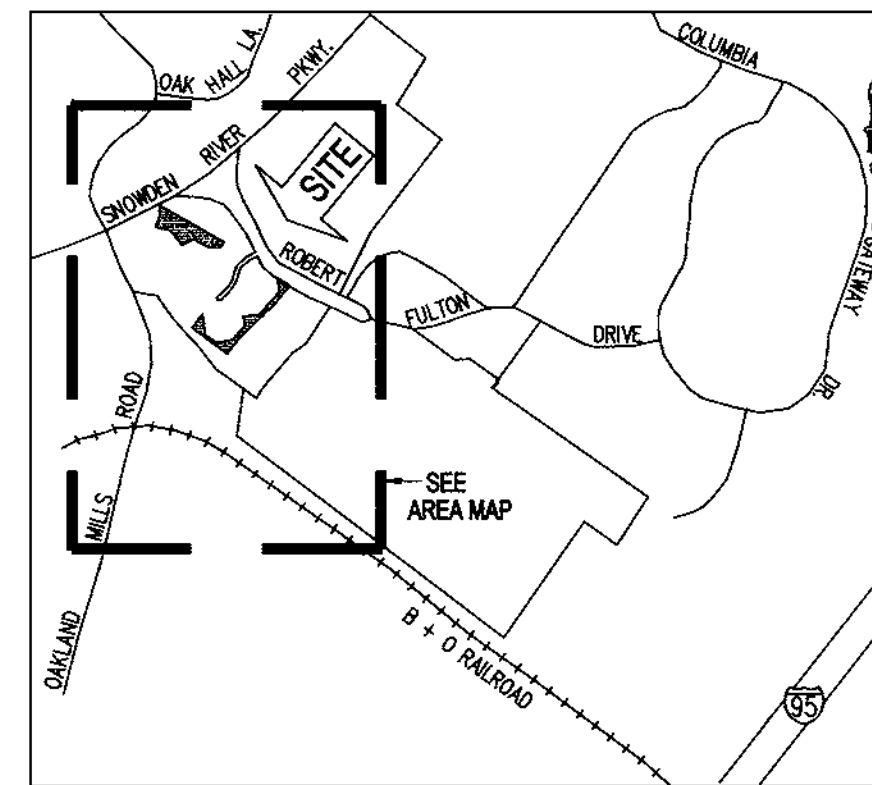 COLUMBIA
OAK HALL LA.
PKWY.
RIVER
SNOWDEN
SITE
ROBERT
FULTON
DRIVE
GATEWAY
DR.
ROAD
MILLS
OAKLAND
SEE
AREA MAP
B + O RAILROAD
95